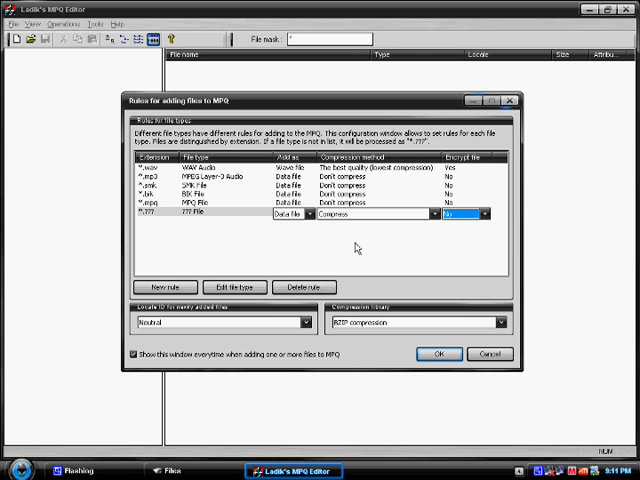 Ladik's MPQ Editor
File View Operations Tools Help
File mask : *
File name Type Locale Size Attribu...
Rules for adding files to MPQ
Rules for file types
Different file types have different rules for adding to the MPQ. This configuration window allows to set rules for each file
type. Files are distinguished by extension. If a file type is not in list, it will be processed as "*.???".
Extension File type Add as Compression method Encrypt file
*.wav WAV Audio Wave file The best quality (lowest compression) Yes
*.mp3 MPEG Layer-3 Audio Data file Don't compress No
*.smk SMK File Data file Don't compress No
*.bik BIK File Data file Don't compress No
*.mpq MPQ File Data file Don't compress No
*.??? ??? File Data file Compress No
New rule Edit file type Delete rule
Locale ID for newly added files Compression library
Neutral BZIP compression
Show this window everytime when adding one or more files to MPQ
OK Cancel
NUM
Flashing Files Ladik's MPQ Editor 9:11 PM